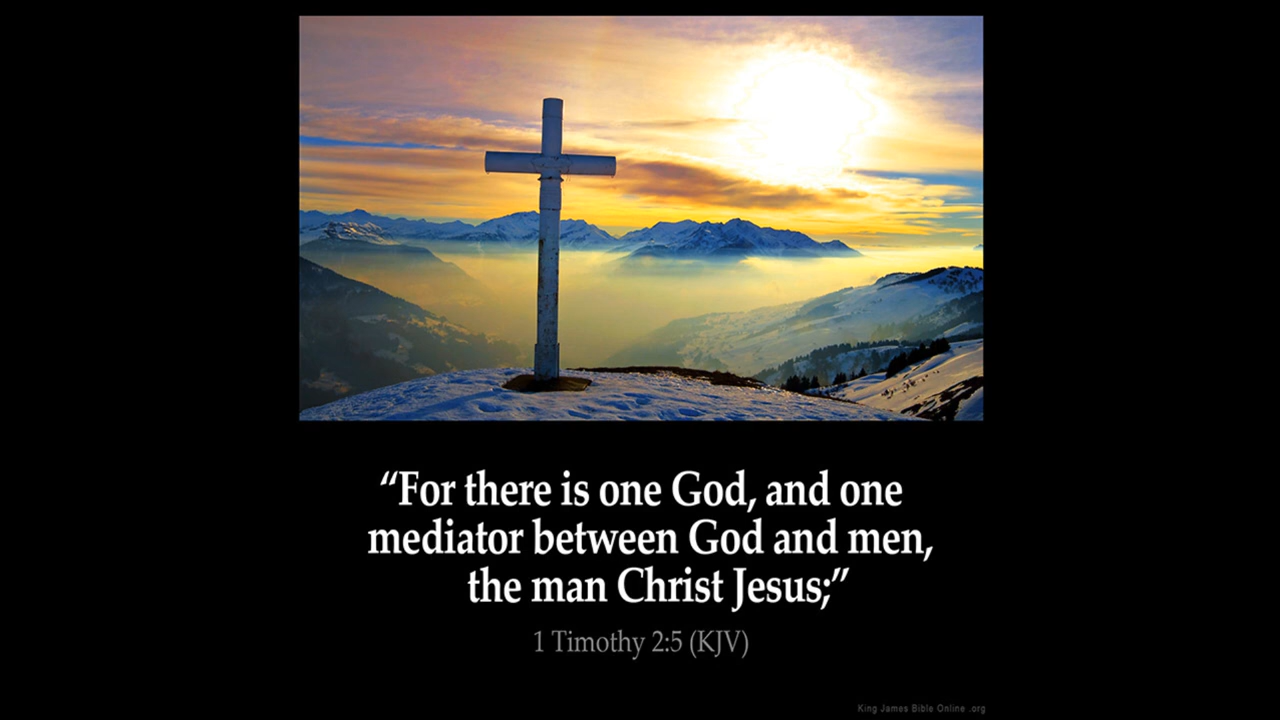 “For there is one God, and one
mediator between God and men,
the man Christ Jesus;”
1 Timothy 2:5 (KJV)
King James Bible Online .org